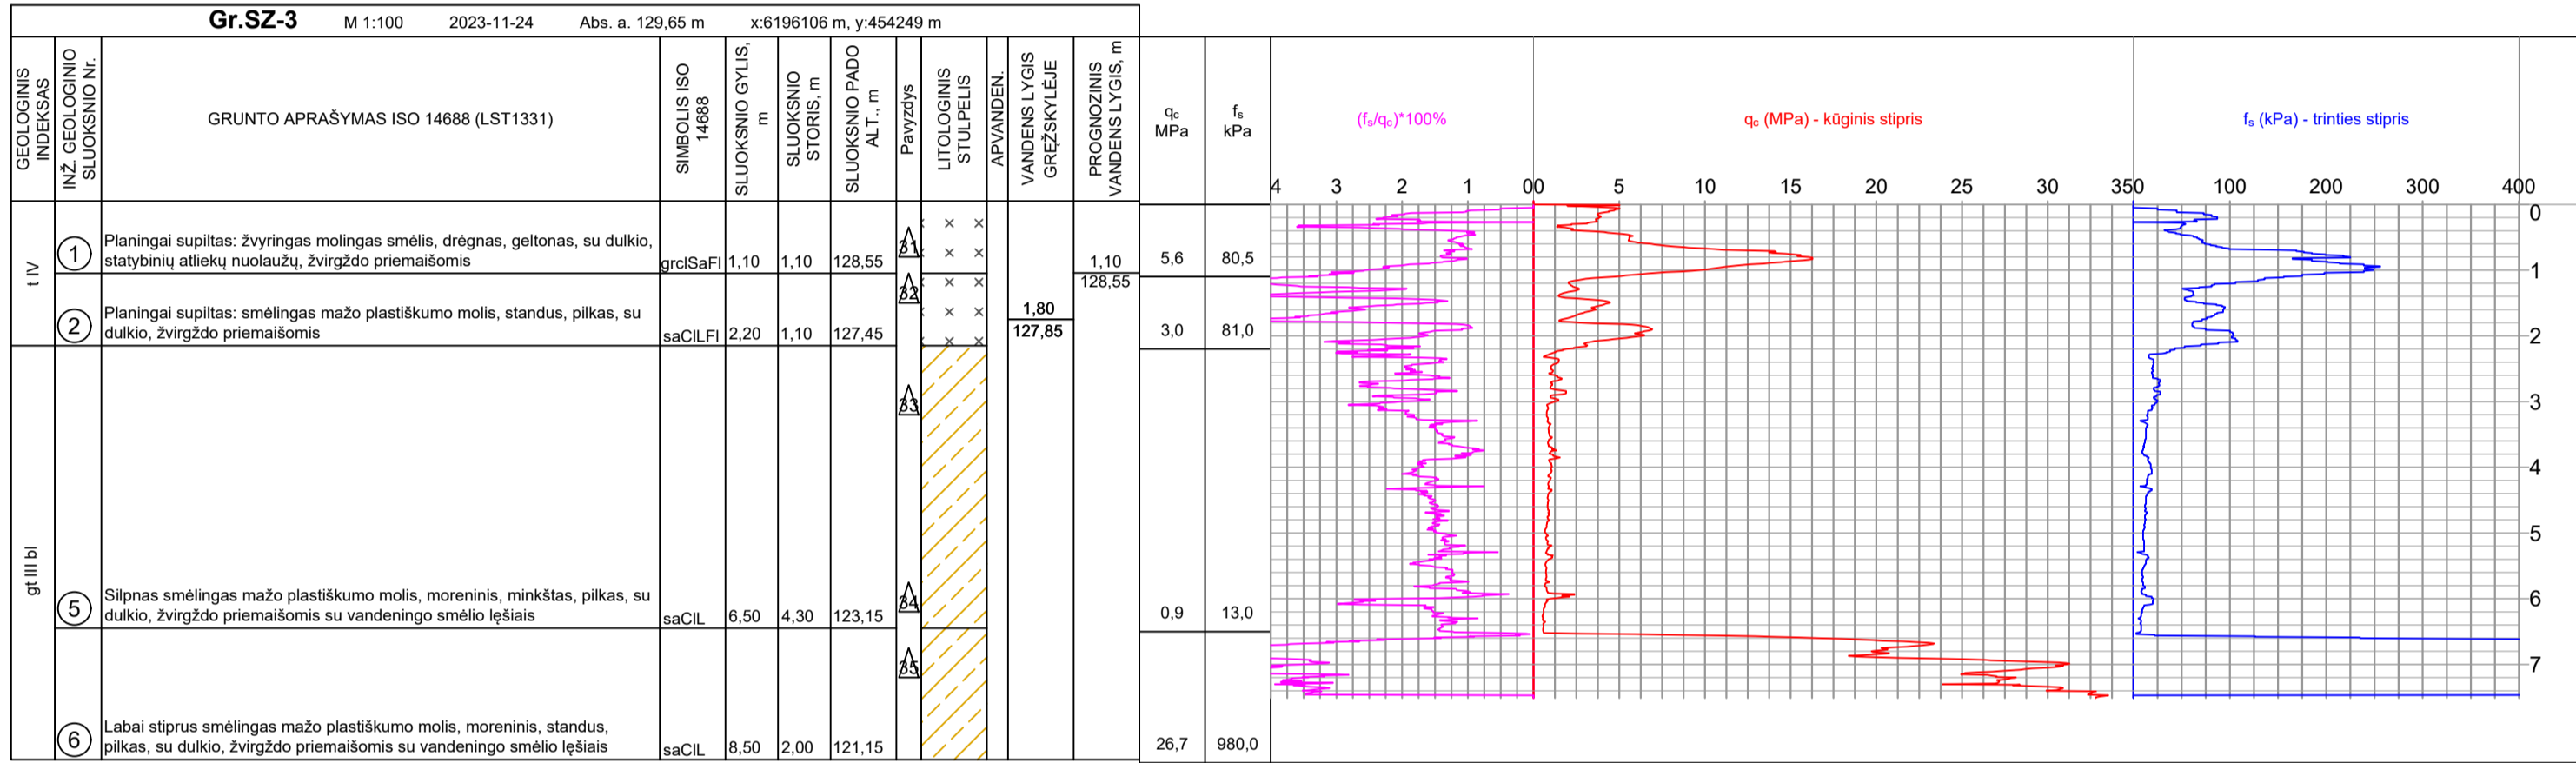 Gr.SZ-3 M 1:100 2023-11-24 Abs. a. 129,65 m x:6196106 m, y:454249 m
GEOLOGINIS
INDEKSAS
INŽ. GEOLOGINIO
SLUOKSNIO Nr.
GRUNTO APRAŠYMAS ISO 14688 (LST1331)
SIMBOLIS ISO
14688
SLUOKSNIO GYLIS,
m
SLUOKSNIO
STORIS, m
SLUOKSNIO PADO
ALT., m
Pavyzdys
LITOLOGINIS
STULPELIS
APVANDEN.
VANDENS LYGIS
GRĘŽSKYLĖJE
PROGNOZINIS
VANDENS LYGIS, m
qc
MPa
fs
kPa
(fs/qc)*100%
qc (MPa) - kūginis stipris
fs (kPa) - trinties stipris
4 3 2 1 0
0 5 10 15 20 25 30 35
0 100 200 300 400
t IV
1
Planingai supiltas: žvyringas molingas smėlis, drėgnas, geltonas, su dulkio,
statybinių atliekų nuolaužų, žvirgždo priemaišomis
grclSaFl 1,10 1,10 128,55
31
1,10
128,55
5,6 80,5
2
Planingai supiltas: smėlingas mažo plastiškumo molis, standus, pilkas, su
dulkio, žvirgždo priemaišomis
saClLFl 2,20 1,10 127,45
32
1,80
127,85
3,0 81,0
gt III bl
33
5
Silpnas smėlingas mažo plastiškumo molis, moreninis, minkštas, pilkas, su
dulkio, žvirgždo priemaišomis su vandeningo smėlio lęšiais
saClL 6,50 4,30 123,15
34
0,9 13,0
35
6
Labai stiprus smėlingas mažo plastiškumo molis, moreninis, standus,
pilkas, su dulkio, žvirgždo priemaišomis su vandeningo smėlio lęšiais
saClL 8,50 2,00 121,15
26,7 980,0
0
1
2
3
4
5
6
7